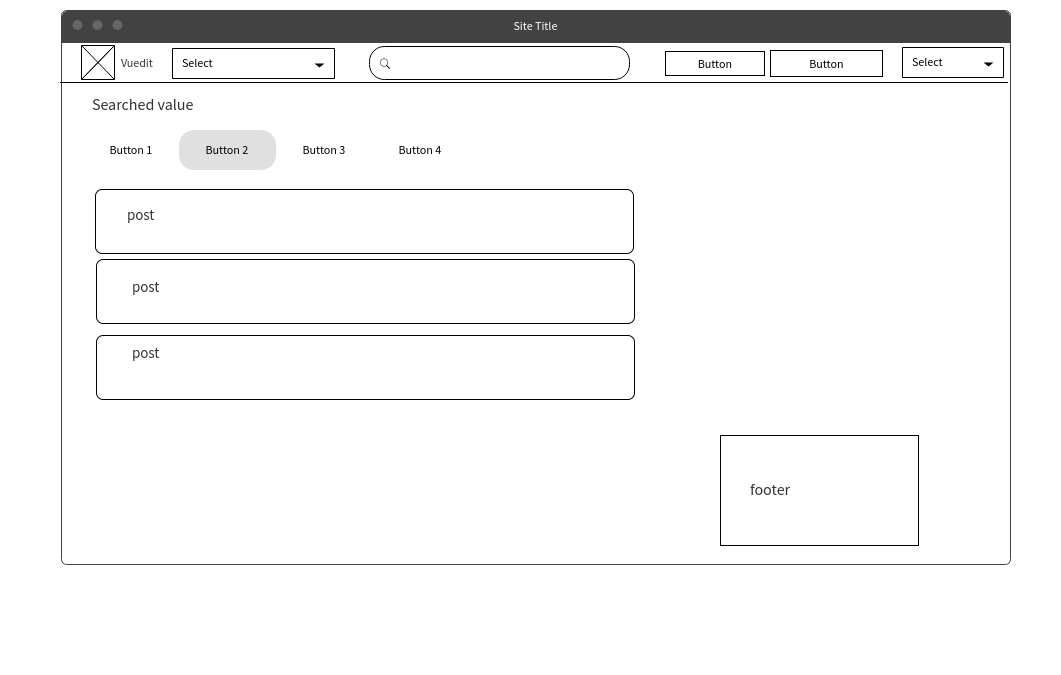 Site Title
Vuedit
Select
Button
Button
Select
Searched value
Button 1
Button 2
Button 3
Button 4
post
post
post
footer